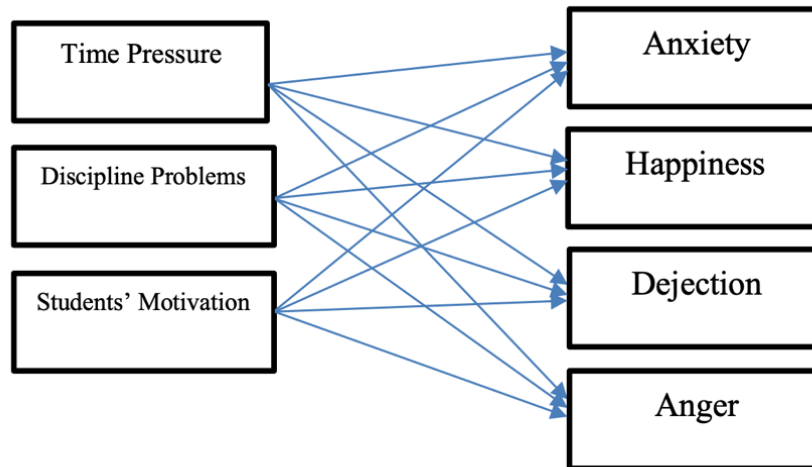 Time Pressure
Discipline Problems
Students’ Motivation
Anxiety
Happiness
Dejection
Anger